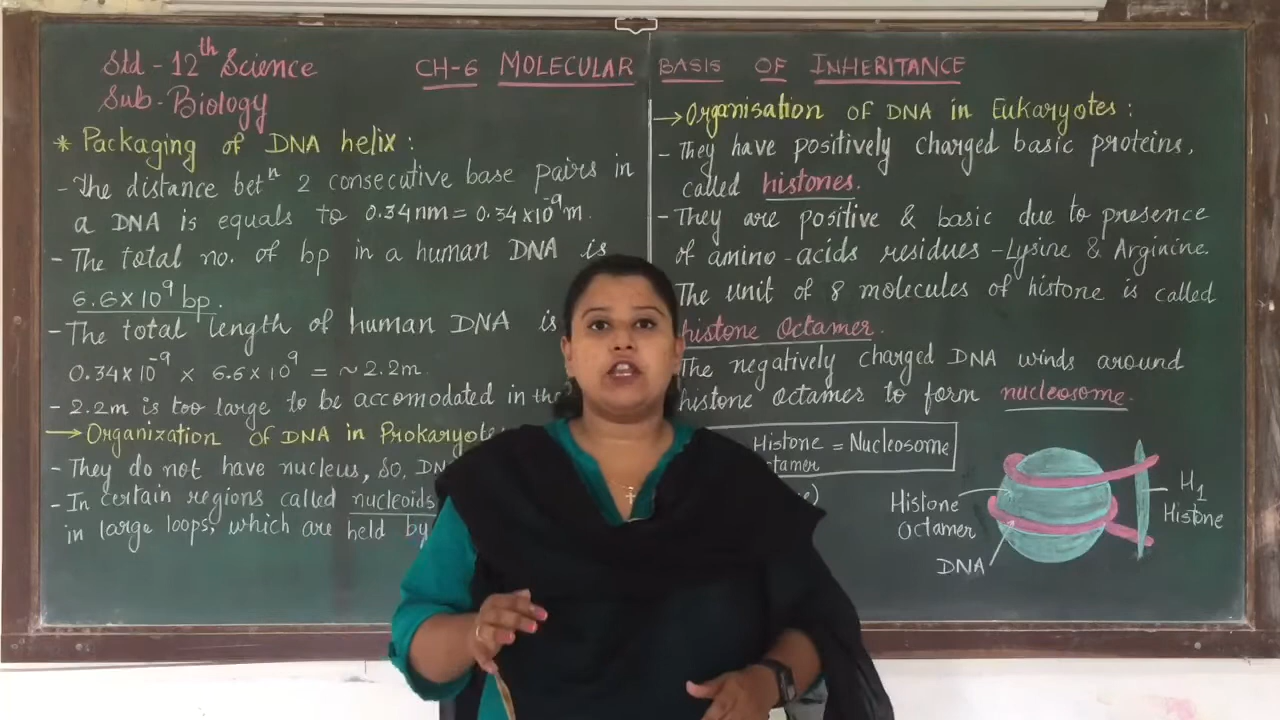 Std - 12th Science
Sub - Biology
CH-6 MOLECULAR BASIS OF INHERITANCE
* Packaging of DNA helix :
- The distance betn 2 consecutive base pairs in
a DNA is equals to 0.34nm = 0.34x10-9m.
- The total no. of bp in a human DNA is
6.6x10^9 bp.
- The total length of human DNA is
0.34x10-9 x 6.6x10^9 = ~2.2m.
- 2.2m is too large to be accomodated in the
→ Organization of DNA in
- They do not have nucleus, so,
- In certain regions called nucleoids
in large loops, which are held by
→ Organisation of DNA in Eukaryotes :
- They have positively charged basic proteins,
called histones.
- They are positive & basic due to presence
of amino-acids residues - Lysine & Arginine.
The unit of 8 molecules of histone is called
histone Octamer.
The negatively charged DNA winds around
histone octamer to form nucleosome.
Histone = Nucleosome
Histone
Octamer
DNA
H1
Histone